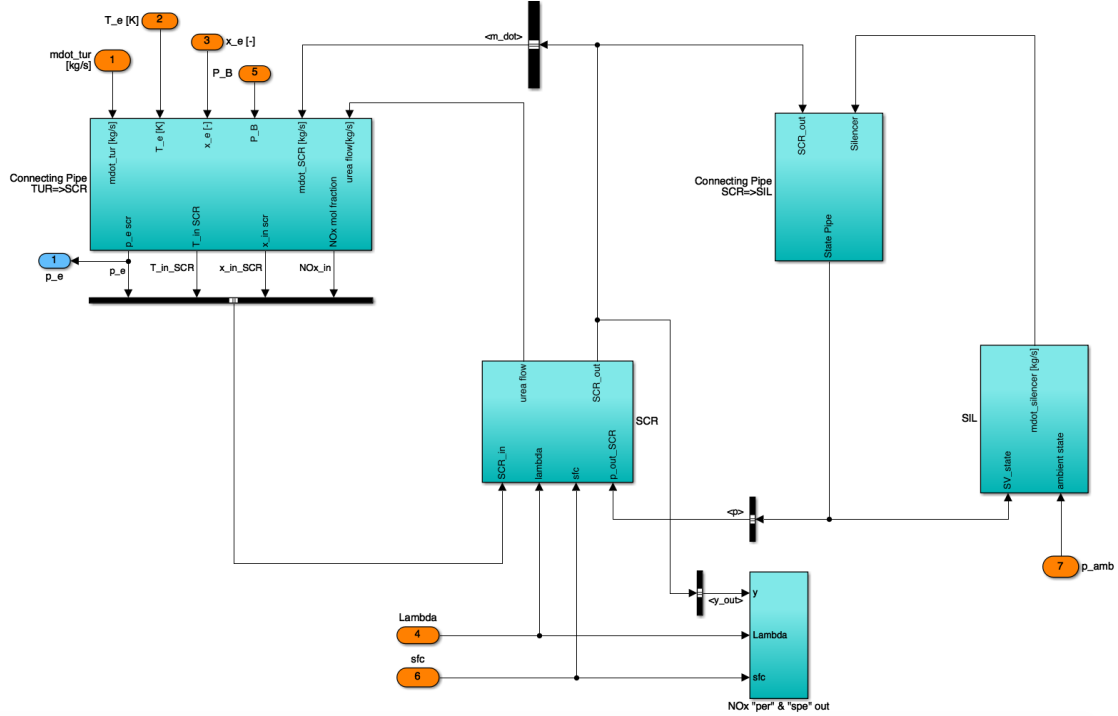 T_e [K]
2
3
x_e [-]
mdot_tur
[kg/s]
1
P_B
5
<m_dot>
mdot_tur [kg/s]
T_e [K]
x_e [-]
P_B
mdot_SCR [kg/s]
urea flow[kg/s]
Connecting Pipe
TUR=>SCR
p_e scr
T_in SCR
x_in scr
NOx mol fraction
SCR_out
Silencer
Connecting Pipe
SCR=>SIL
State Pipe
1
p_e
p_e
T_in_SCR
x_in_SCR
NOx_in
urea flow
SCR_out
SCR
SCR_in
lambda
sfc
p_out_SCR
mdot_silencer [kg/s]
SIL
SV_state
ambient state
<p>
7
p_amb
<y_out>
y
Lambda
sfc
Lambda
4
sfc
6
NOx "per" & "spe" out